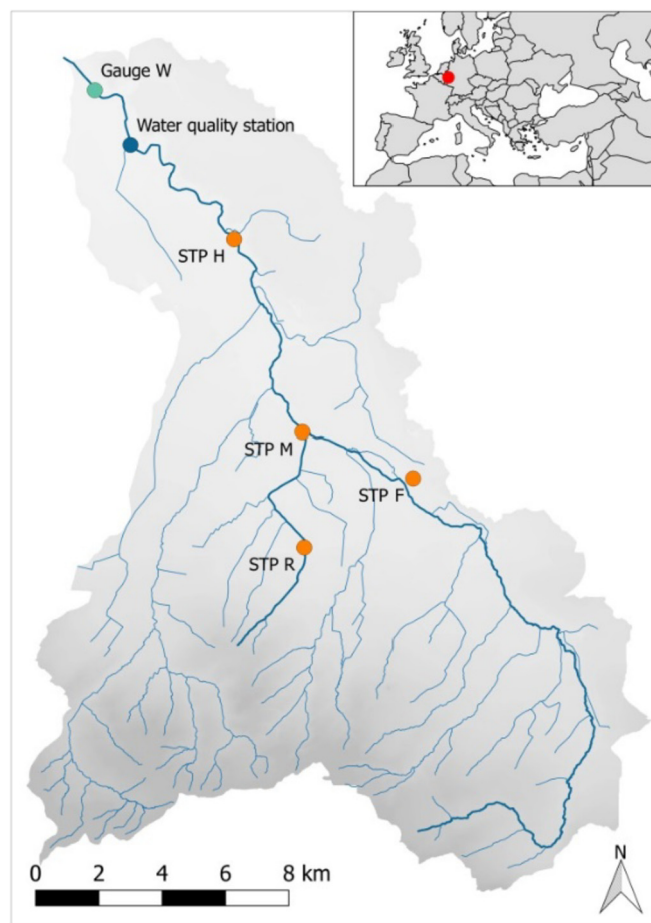 Gauge W
Water quality station
STP H
STP M
STP F
STP R
N
0 2 4 6 8 km